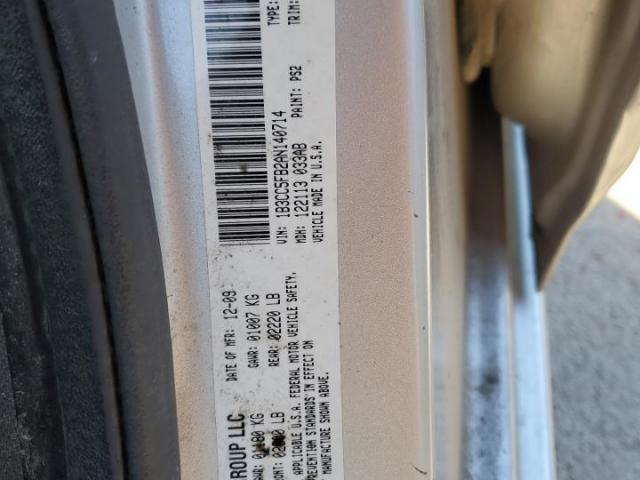 ROUP LLC
DATE OF MFR: 12-09
VIN: 1B3CC5FB2AN140714
TYPE:
KG
GAWR: 01007 KG
MDH: 122113 033AB
PAINT: PS2
TRIM:
LB
REAR: 02220 LB
VEHICLE MADE IN U.S.A.
APPLICABLE U.S.A. FEDERAL MOTOR VEHICLE SAFETY,
PREVENTION STANDARDS IN EFFECT ON
MANUFACTURE SHOWN ABOVE.